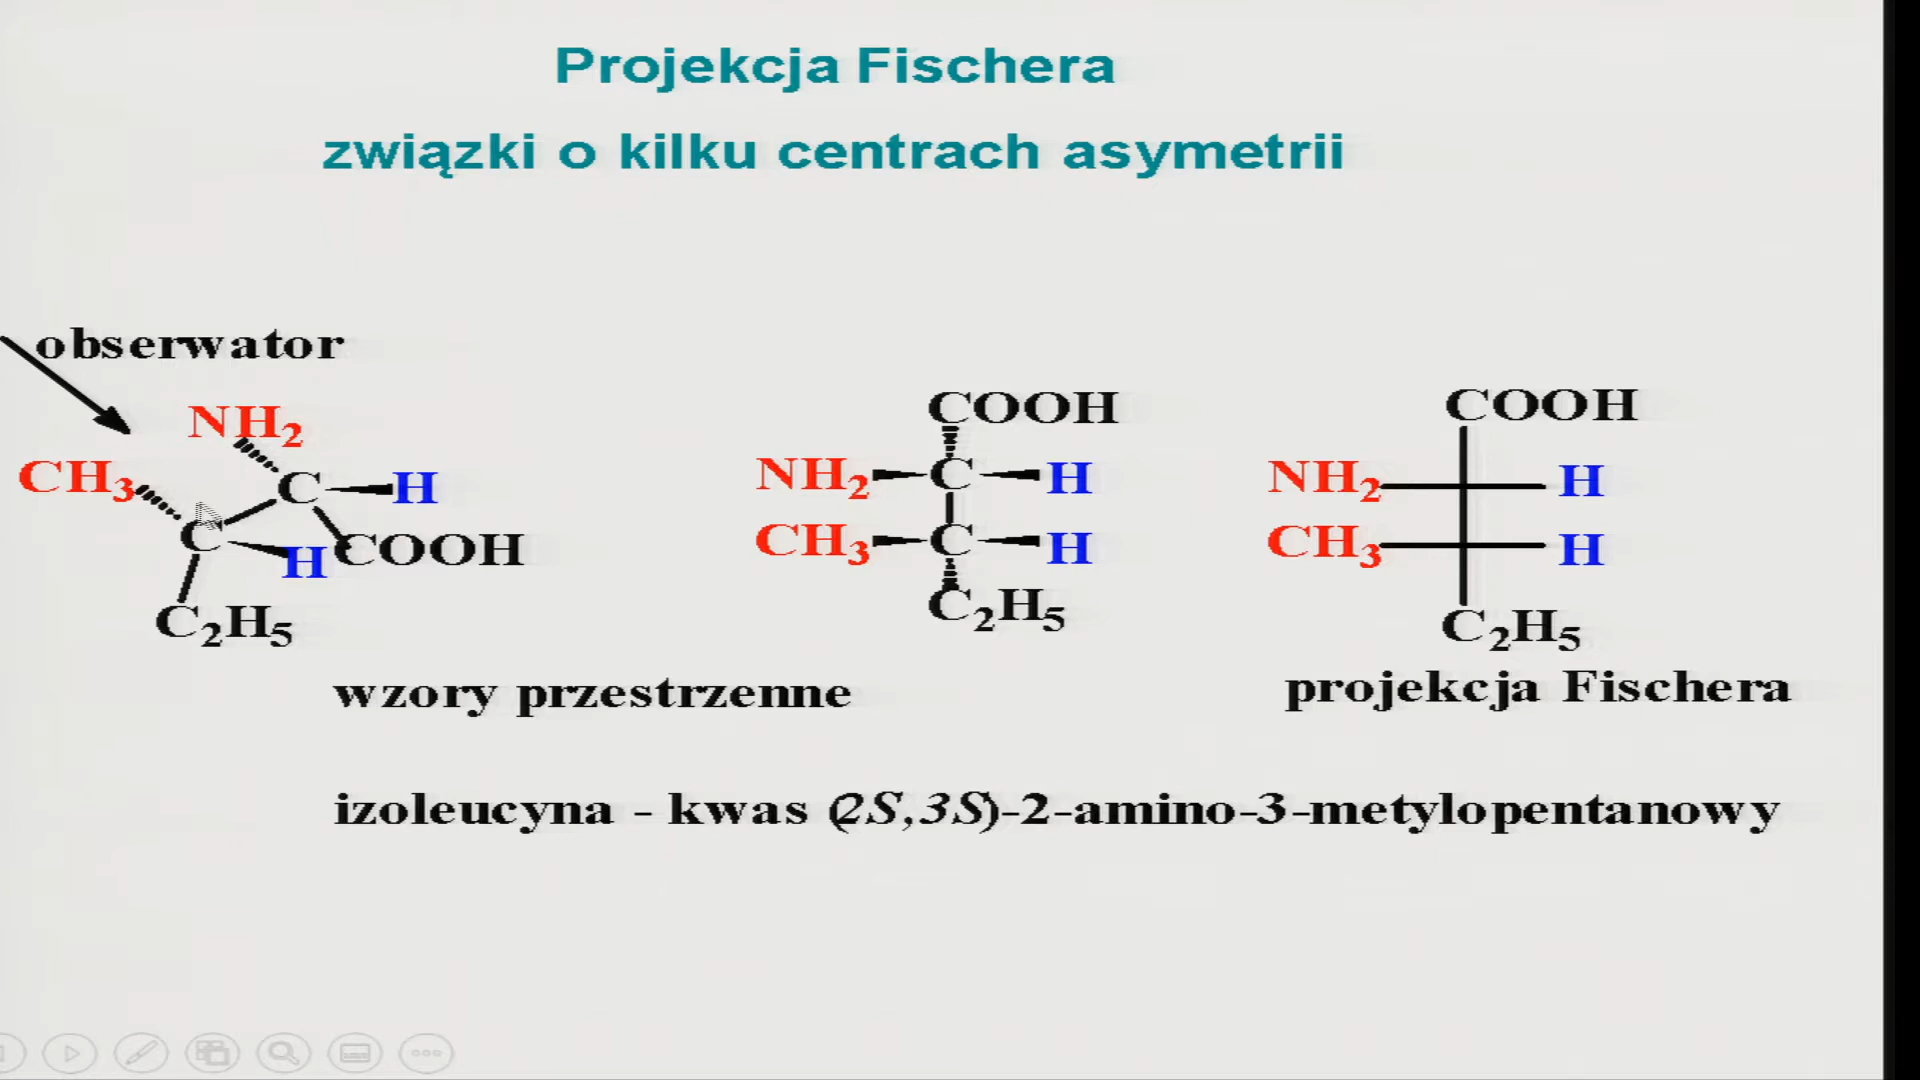 Projekcja Fischera
związki o kilku centrach asymetrii
obserwator
NH2
CH3
C
H
C
H
COOH
C2H5
COOH
NH2
C
H
CH3
C
H
C2H5
COOH
NH2
H
CH3
H
C2H5
wzory przestrzenne
projekcja Fischera
izoleucyna - kwas (2S,3S)-2-amino-3-metylopentanowy